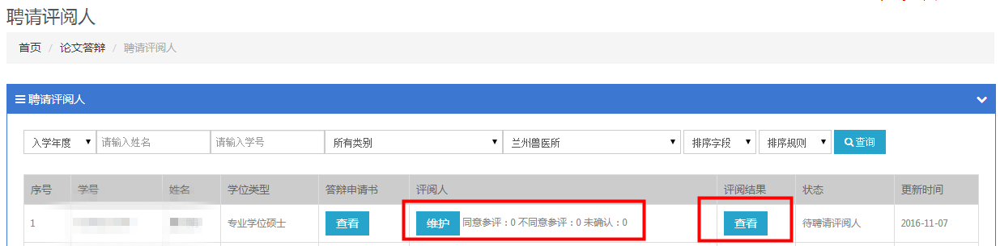 聘请评阅人
首页 / 论文答辩 / 聘请评阅人
聘请评阅人
入学年度 请输入姓名 请输入学号 所有类别 兰州兽医所 排序字段 排序规则 查询
序号 学号 姓名 学位类型 答辩申请书 评阅人 评阅结果 状态 更新时间
1 专业学位硕士 查看 维护 同意参评：0 不同意参评：0 未确认：0 查看 待聘请评阅人 2016-11-07